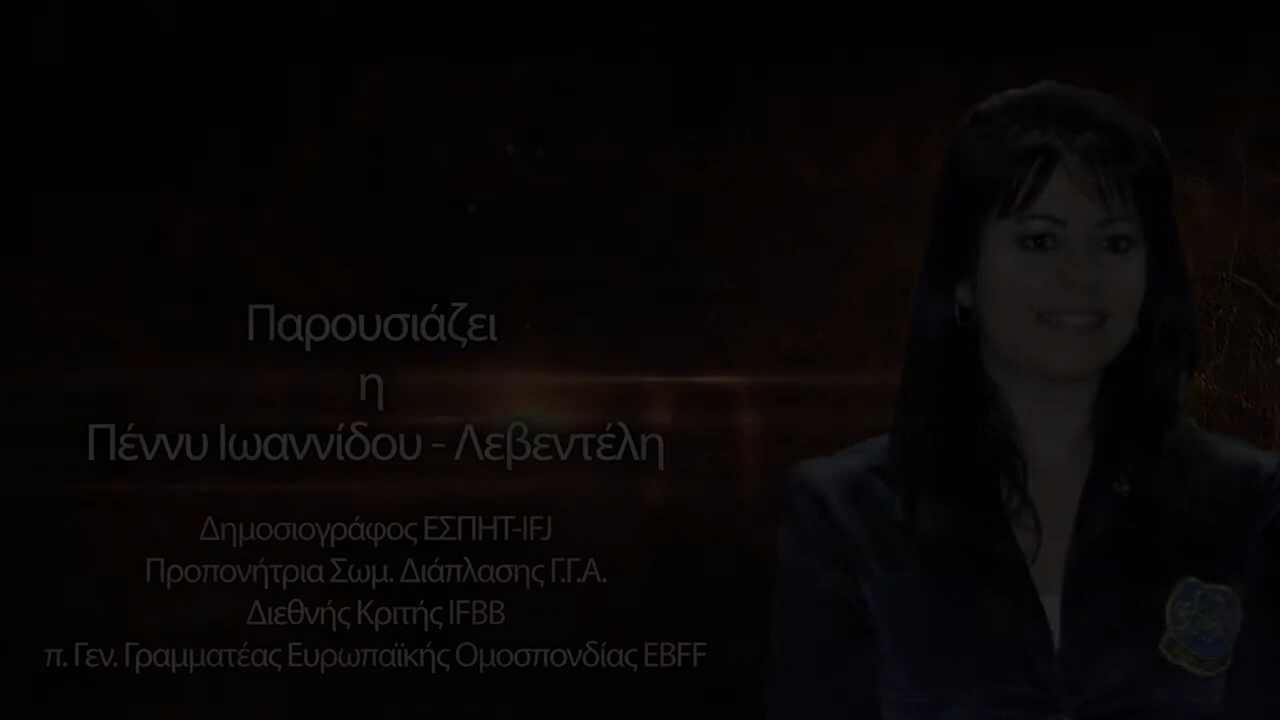 Παρουσιάζει
η
Πέννυ Ιωαννίδου - Λεβεντέλη
Δημοσιογράφος ΕΣΠΗΤ-IFJ
Προπονήτρια Σωμ. Διάπλασης Γ.Γ.Α.
Διεθνής Κριτής IFBB
π. Γεν. Γραμματέας Ευρωπαϊκής Ομοσπονδίας EBFF